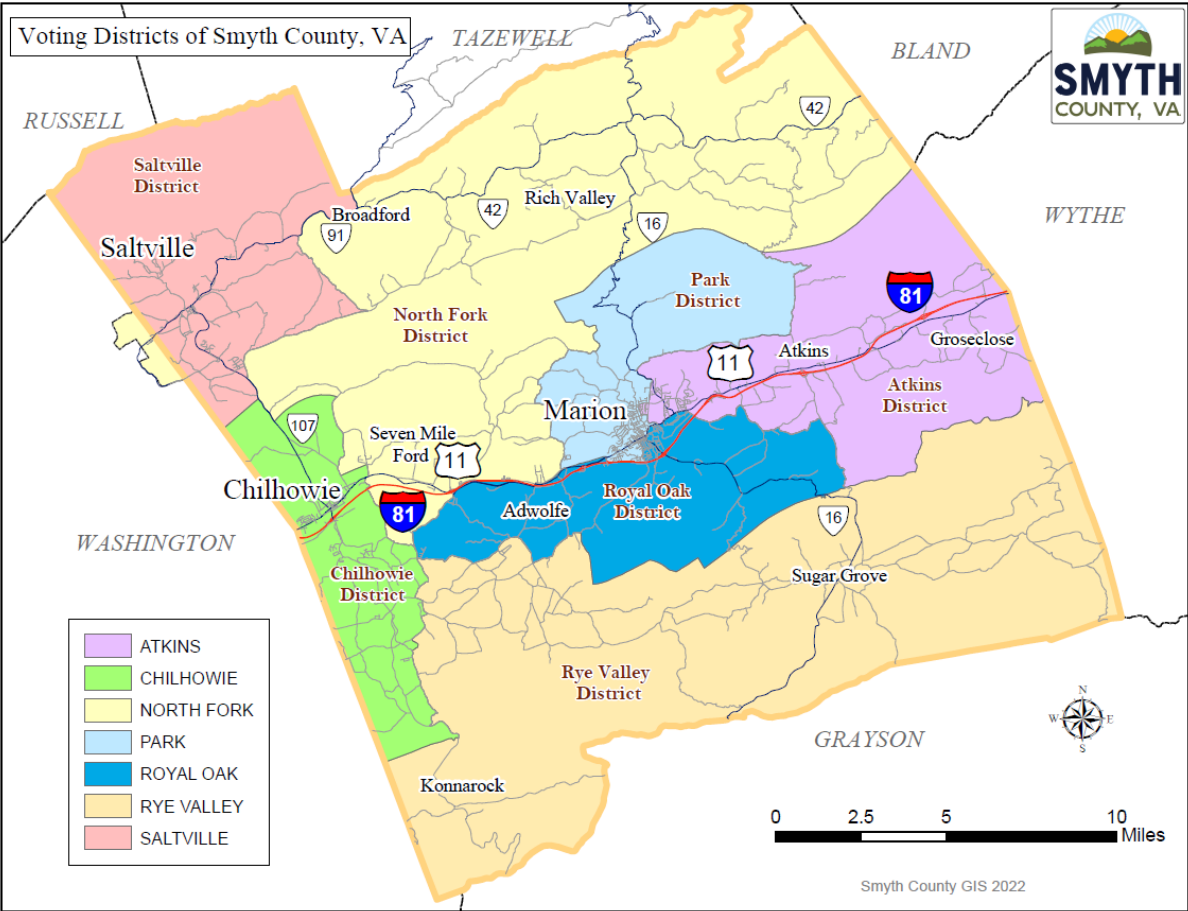 Voting Districts of Smyth County, VA
TAZEWELL
BLAND
SMYTH
COUNTY, VA
RUSSELL
42
Saltville
District
Rich Valley
42
Broadford
16
WYTHE
91
Saltville
Park
District
81
North Fork
District
Groseclose
Atkins
11
Atkins
District
Marion
107
Seven Mile
Ford
11
Chilhowie
Royal Oak
District
Adwolfe
81
16
WASHINGTON
Chilhowie
District
Sugar Grove
Rye Valley
District
ATKINS
CHILHOWIE
NORTH FORK
PARK
ROYAL OAK
RYE VALLEY
SALTVILLE
N
W
E
S
GRAYSON
Konnarock
0
2.5
5
10
Miles
Smyth County GIS 2022